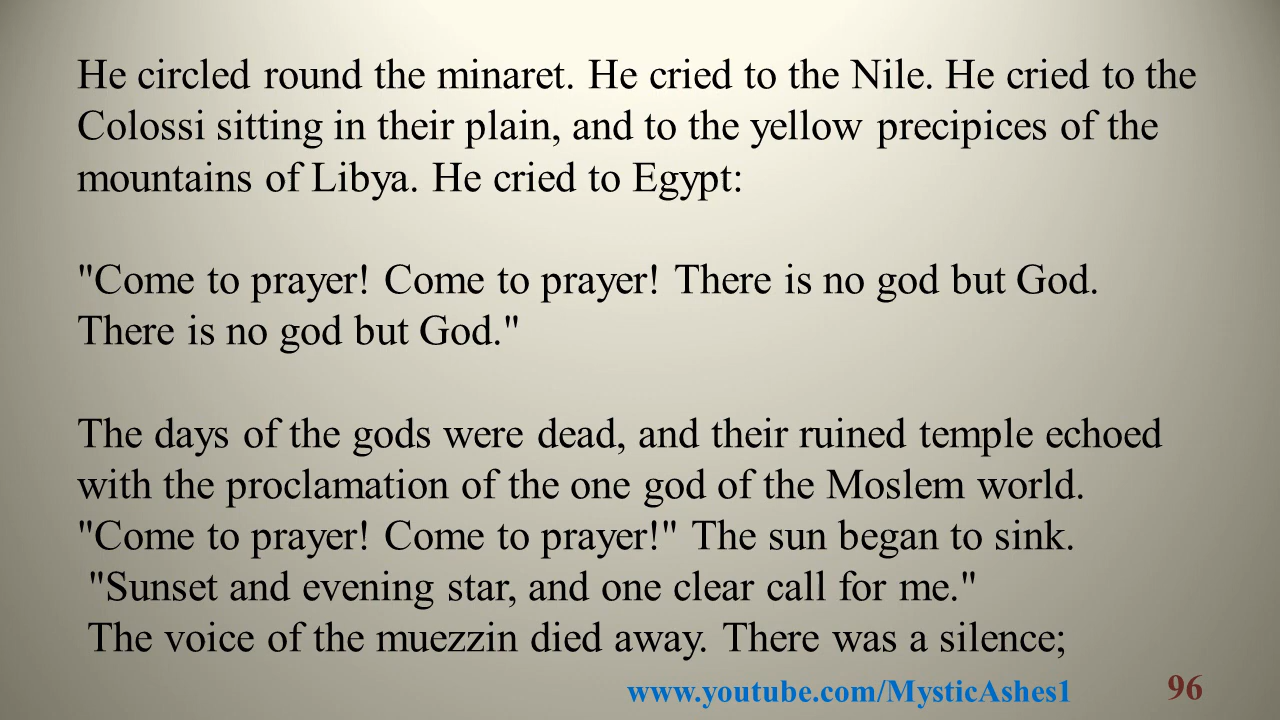 He circled round the minaret. He cried to the Nile. He cried to the
Colossi sitting in their plain, and to the yellow precipices of the
mountains of Libya. He cried to Egypt:
"Come to prayer! Come to prayer! There is no god but God.
There is no god but God."
The days of the gods were dead, and their ruined temple echoed
with the proclamation of the one god of the Moslem world.
"Come to prayer! Come to prayer!" The sun began to sink.
"Sunset and evening star, and one clear call for me."
The voice of the muezzin died away. There was a silence;
www.youtube.com/MysticAshes1 96